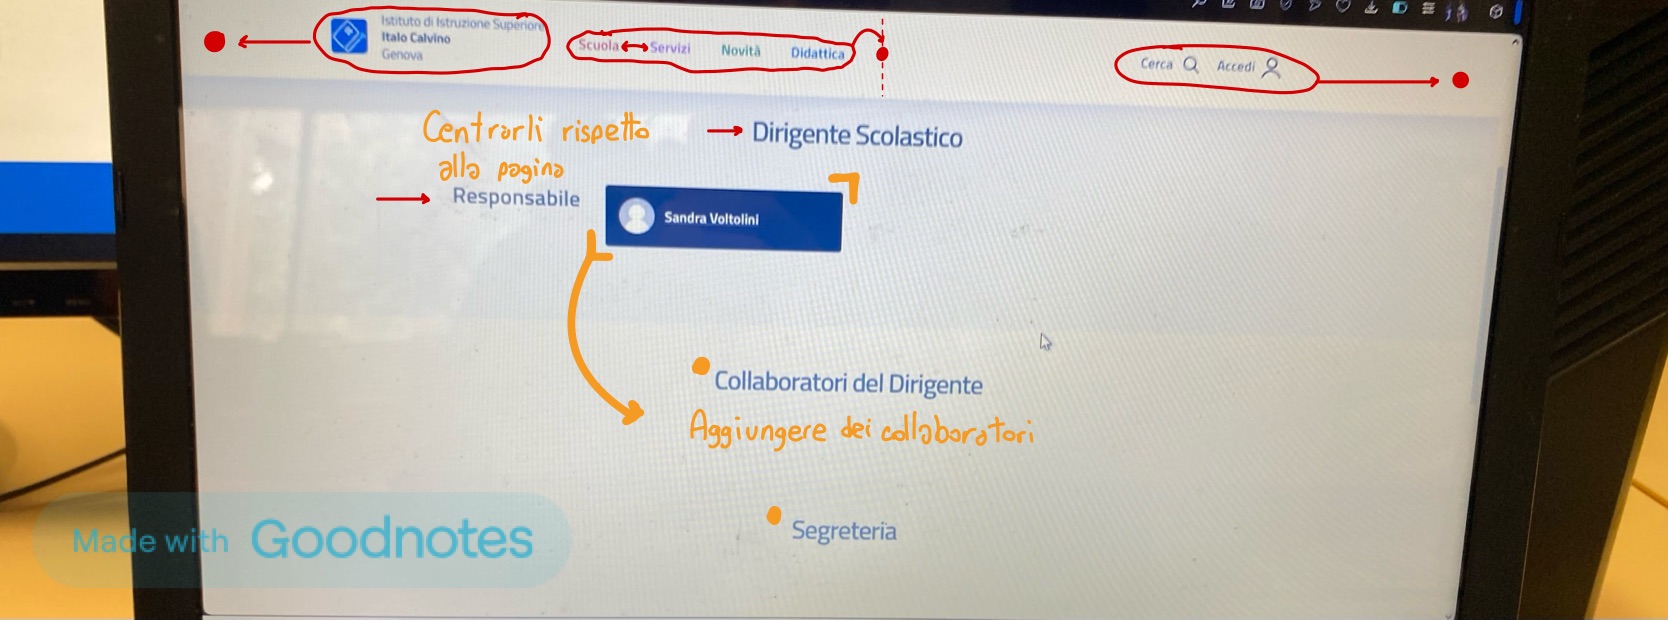 Istituto di Istruzione Superiore
Italo Calvino
Genova
Scuola Servizi Novità Didattica
Cerca Accedi
Centrarli rispetto
alla pagina
Dirigente Scolastico
Responsabile
Sandra Voltolini
Collaboratori del Dirigente
Aggiungere dei collaboratori
Segreteria
Made with Goodnotes